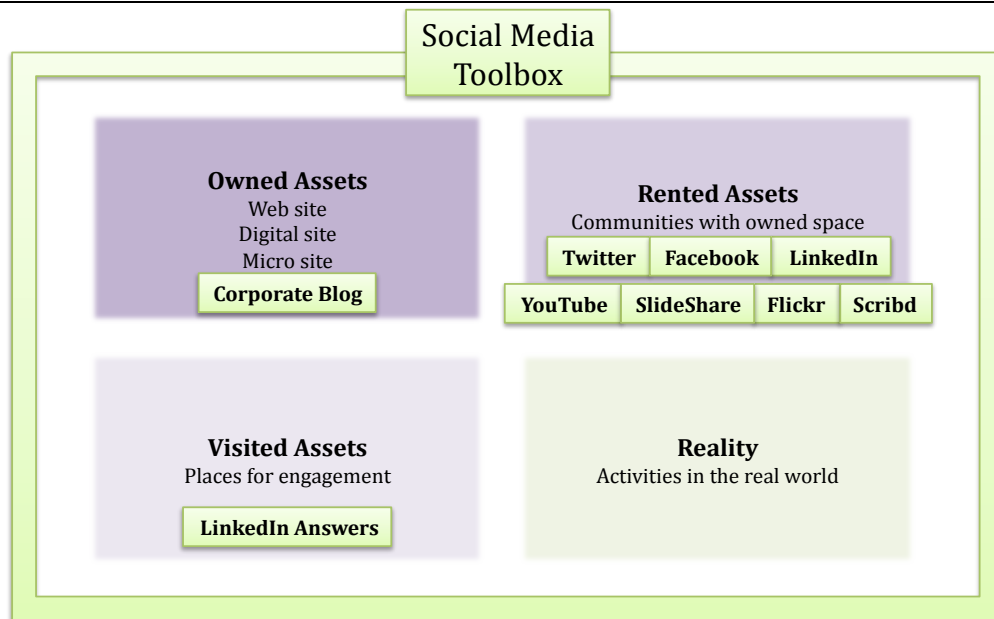 Social Media
Toolbox
Owned Assets
Web site
Digital site
Micro site
Corporate Blog
Rented Assets
Communities with owned space
Twitter Facebook LinkedIn
YouTube SlideShare Flickr Scribd
Visited Assets
Places for engagement
LinkedIn Answers
Reality
Activities in the real world